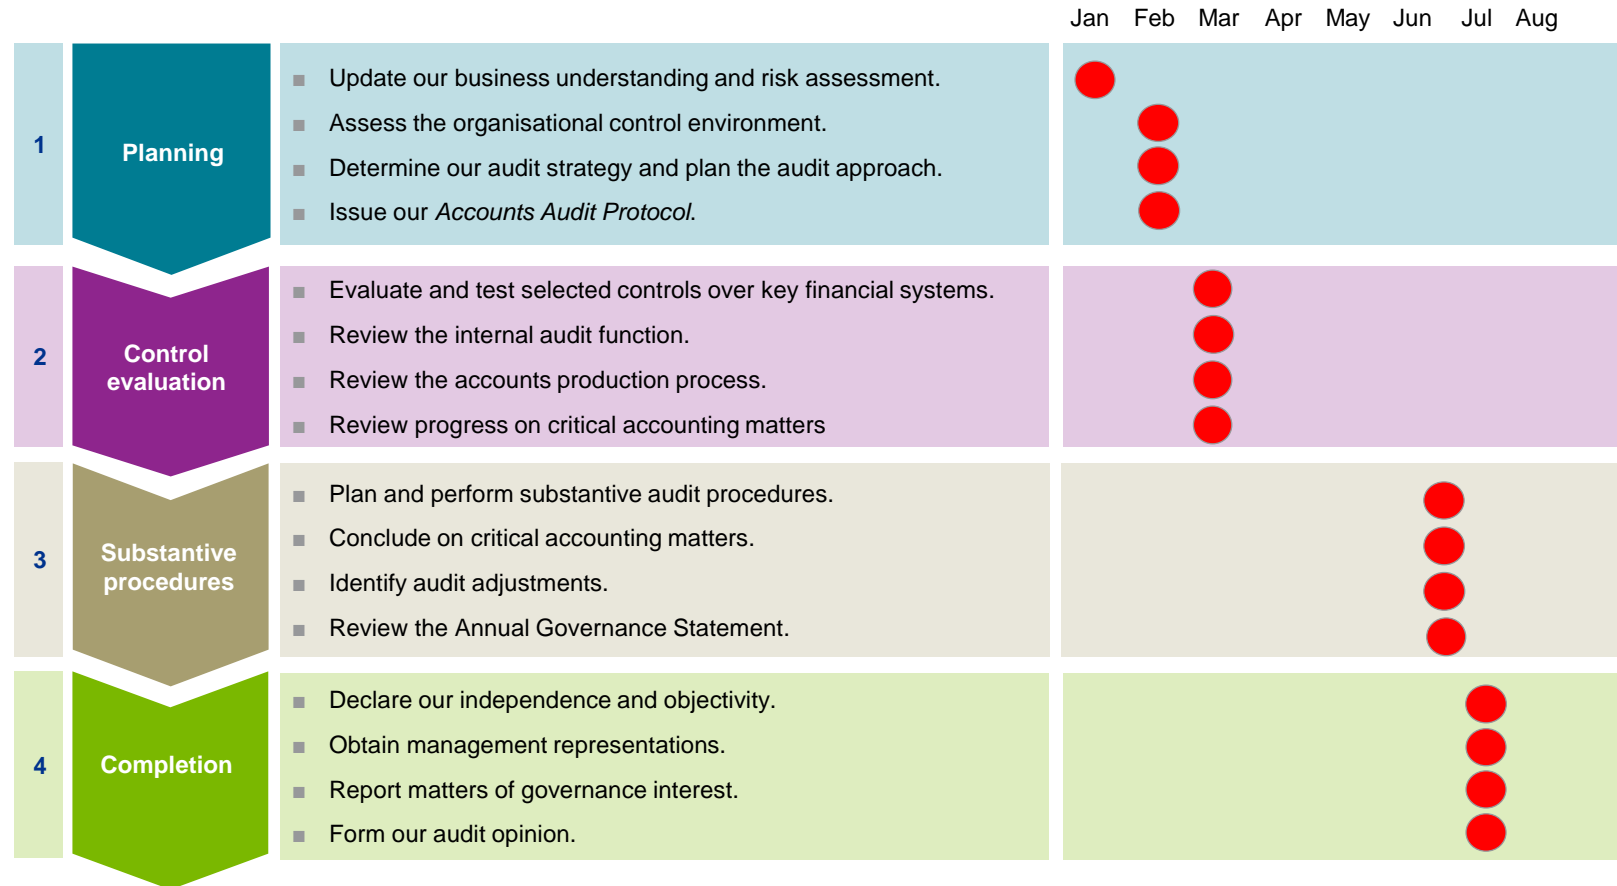 Jan Feb Mar Apr May Jun Jul Aug
1
Planning
■ Update our business understanding and risk assessment.
■ Assess the organisational control environment.
■ Determine our audit strategy and plan the audit approach.
■ Issue our Accounts Audit Protocol.
2
Control
evaluation
■ Evaluate and test selected controls over key financial systems.
■ Review the internal audit function.
■ Review the accounts production process.
■ Review progress on critical accounting matters
3
Substantive
procedures
■ Plan and perform substantive audit procedures.
■ Conclude on critical accounting matters.
■ Identify audit adjustments.
■ Review the Annual Governance Statement.
4
Completion
■ Declare our independence and objectivity.
■ Obtain management representations.
■ Report matters of governance interest.
■ Form our audit opinion.